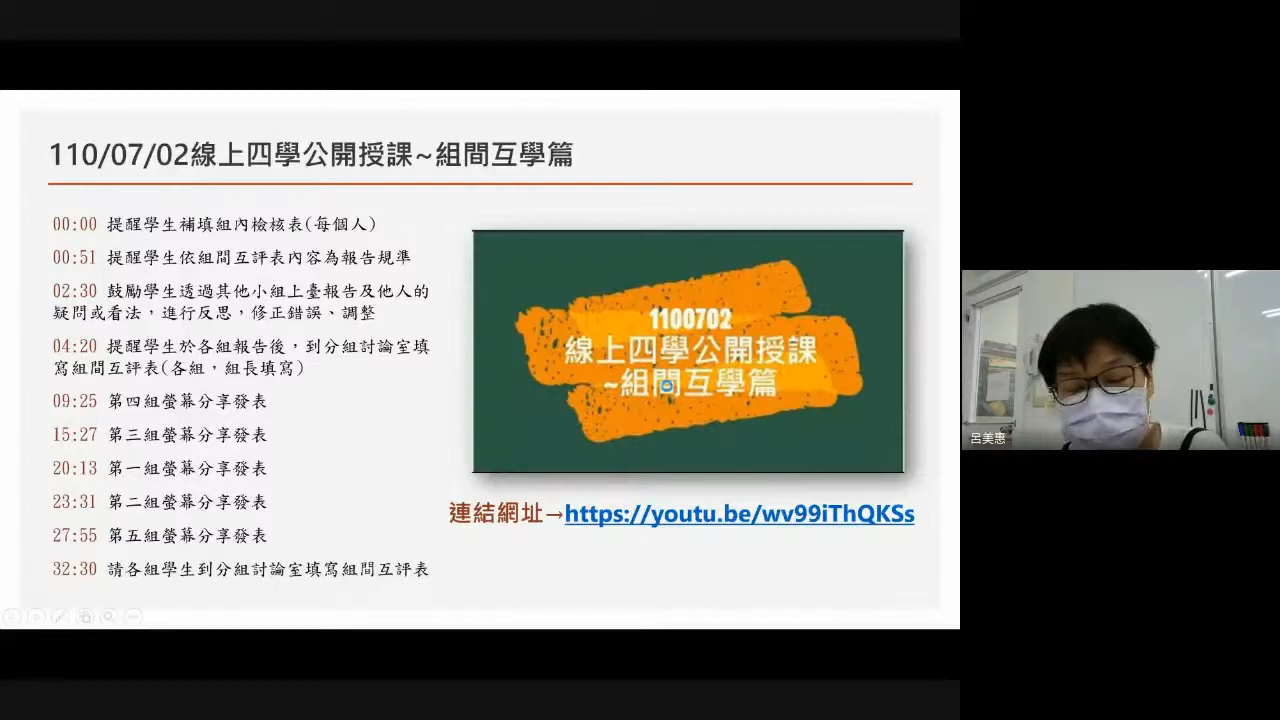 110/07/02線上四學公開授課~組間互學篇
00:00 提醒學生補填組內檢核表(每個人)
00:51 提醒學生依組間互評表內容為報告規準
02:30 鼓勵學生透過其他小組上臺報告及他人的
疑問或看法，進行反思，修正錯誤、調整
04:20 提醒學生於各組報告後，到分組討論室填
寫組間互評表(各組，組長填寫)
09:25 第四組螢幕分享發表
15:27 第三組螢幕分享發表
20:13 第一組螢幕分享發表
23:31 第二組螢幕分享發表
27:55 第五組螢幕分享發表
32:30 請各組學生到分組討論室填寫組間互評表
1100702
線上四學公開授課
~組間互學篇
連結網址→https://youtu.be/wv99iThQKSs
呂美惠